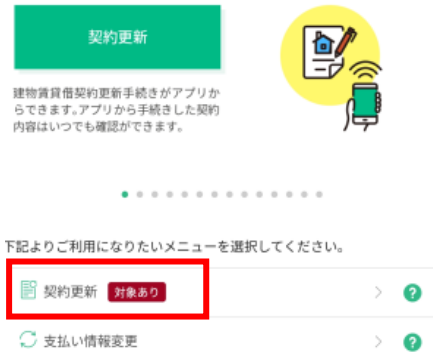 契約更新
建物賃貸借契約更新手続きがアプリか
らできます。アプリから手続きした契約
内容はいつでも確認ができます。
下記よりご利用になりたいメニューを選択してください。
契約更新 対象あり > ?
支払い情報変更 > ?